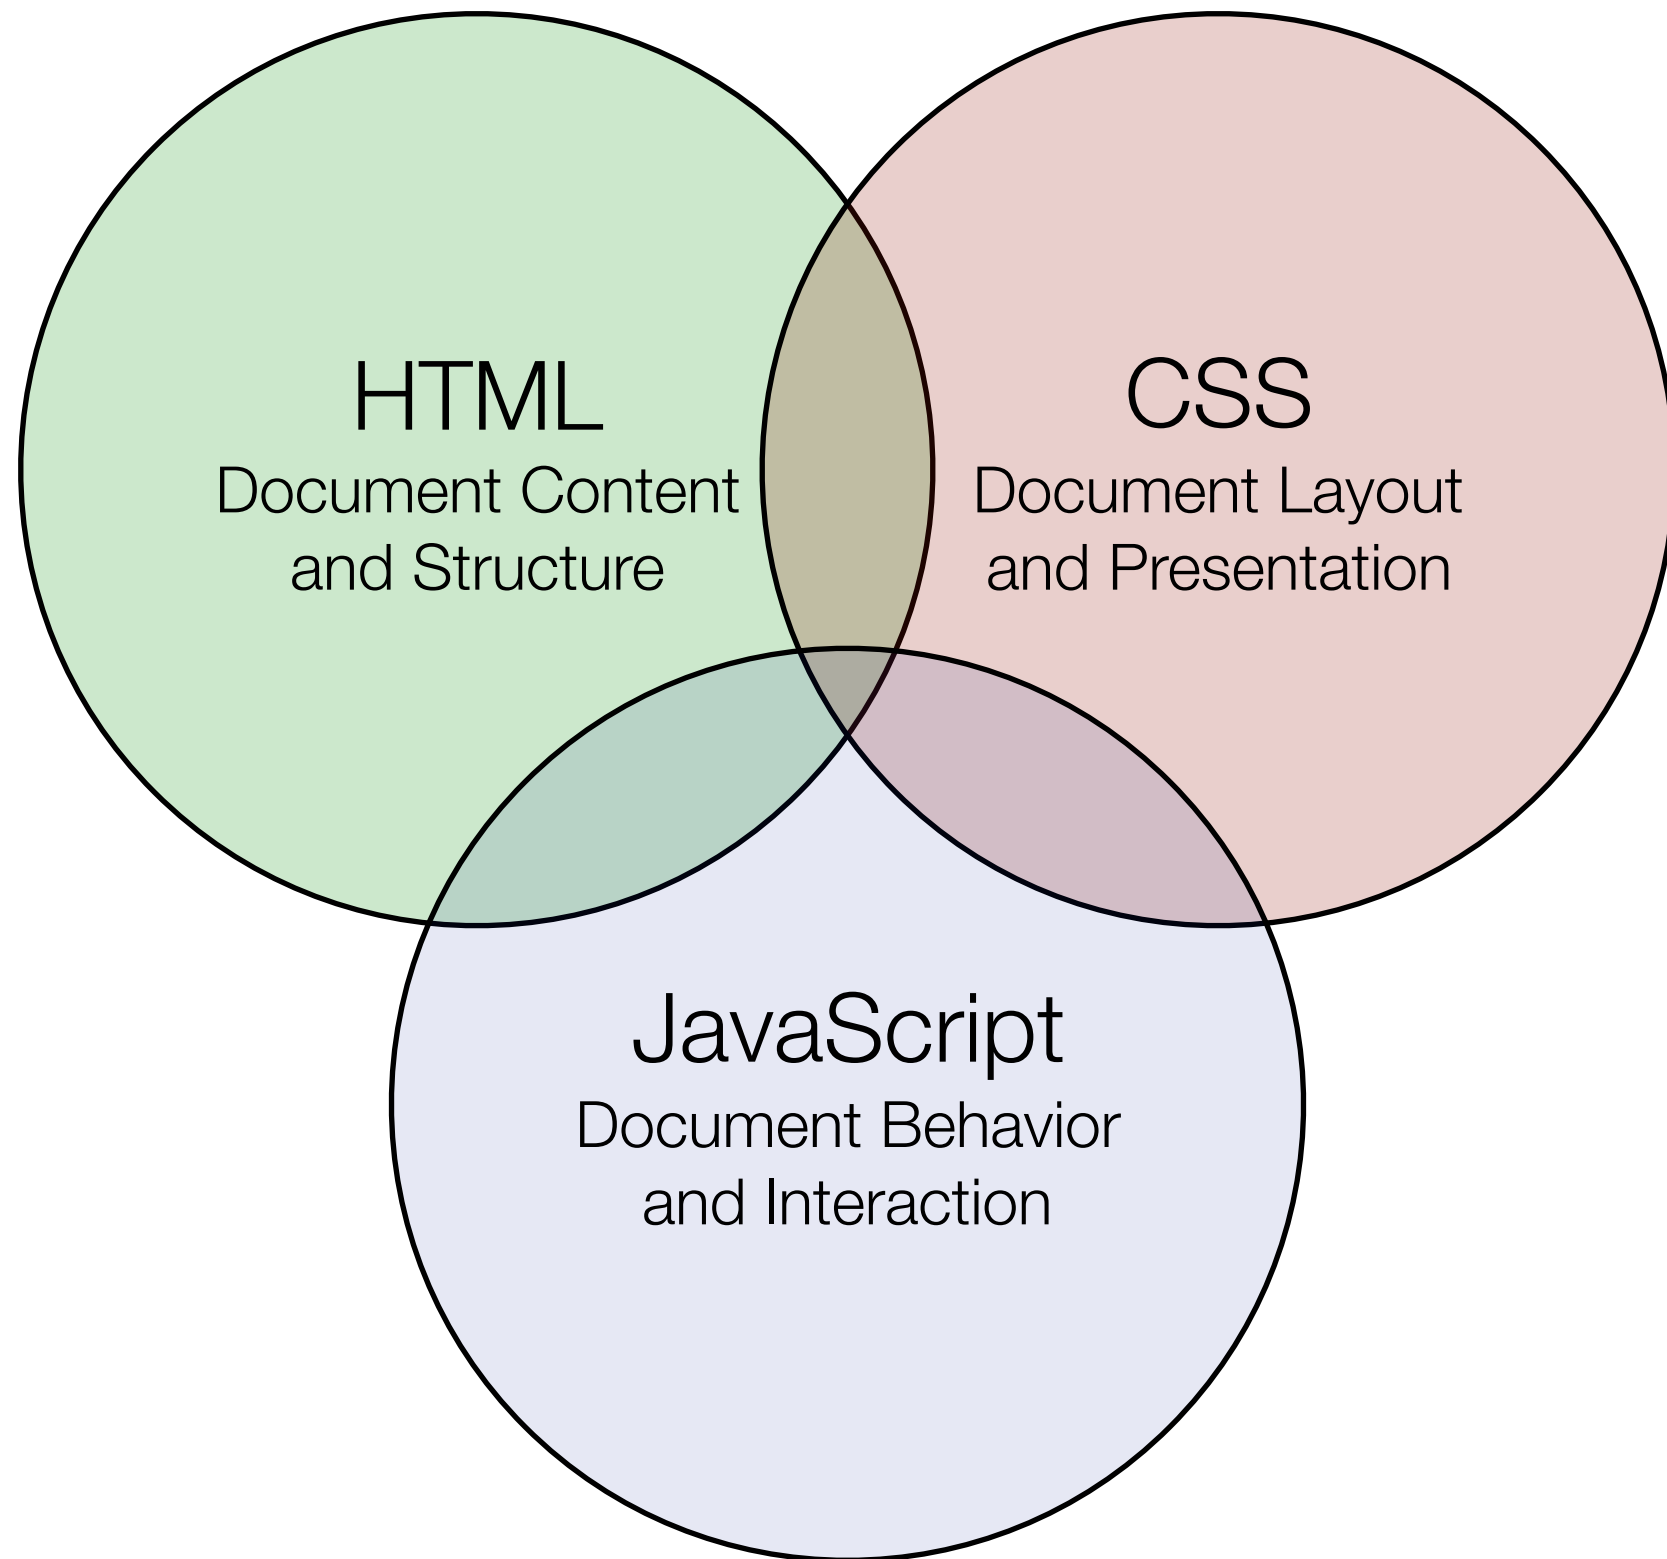 HTML
Document Content
and Structure
CSS
Document Layout
and Presentation
JavaScript
Document Behavior
and Interaction